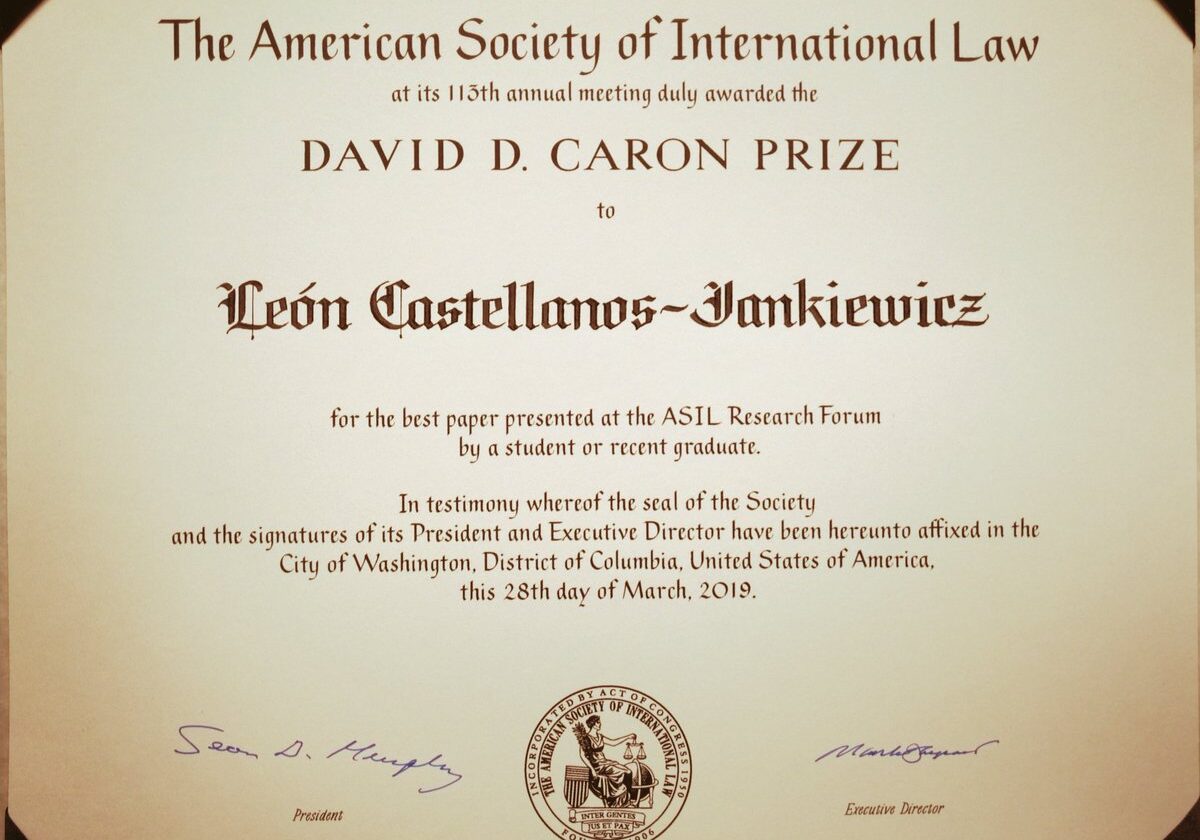 The American Society of International Law
at its 113th annual meeting duly awarded the
DAVID D. CARON PRIZE
to
León Castellanos-Jankiewicz
for the best paper presented at the ASIL Research Forum
by a student or recent graduate.
In testimony whereof the seal of the Society
and the signatures of its President and Executive Director have been hereunto affixed in the
City of Washington, District of Columbia, United States of America,
this 28th day of March, 2019.
Sean D. Murphy
President
INCORPORATED BY ACT OF CONGRESS 1950
THE AMERICAN SOCIETY OF INTERNATIONAL LAW
INTER GENTES
JUS ET PAX
Executive Director